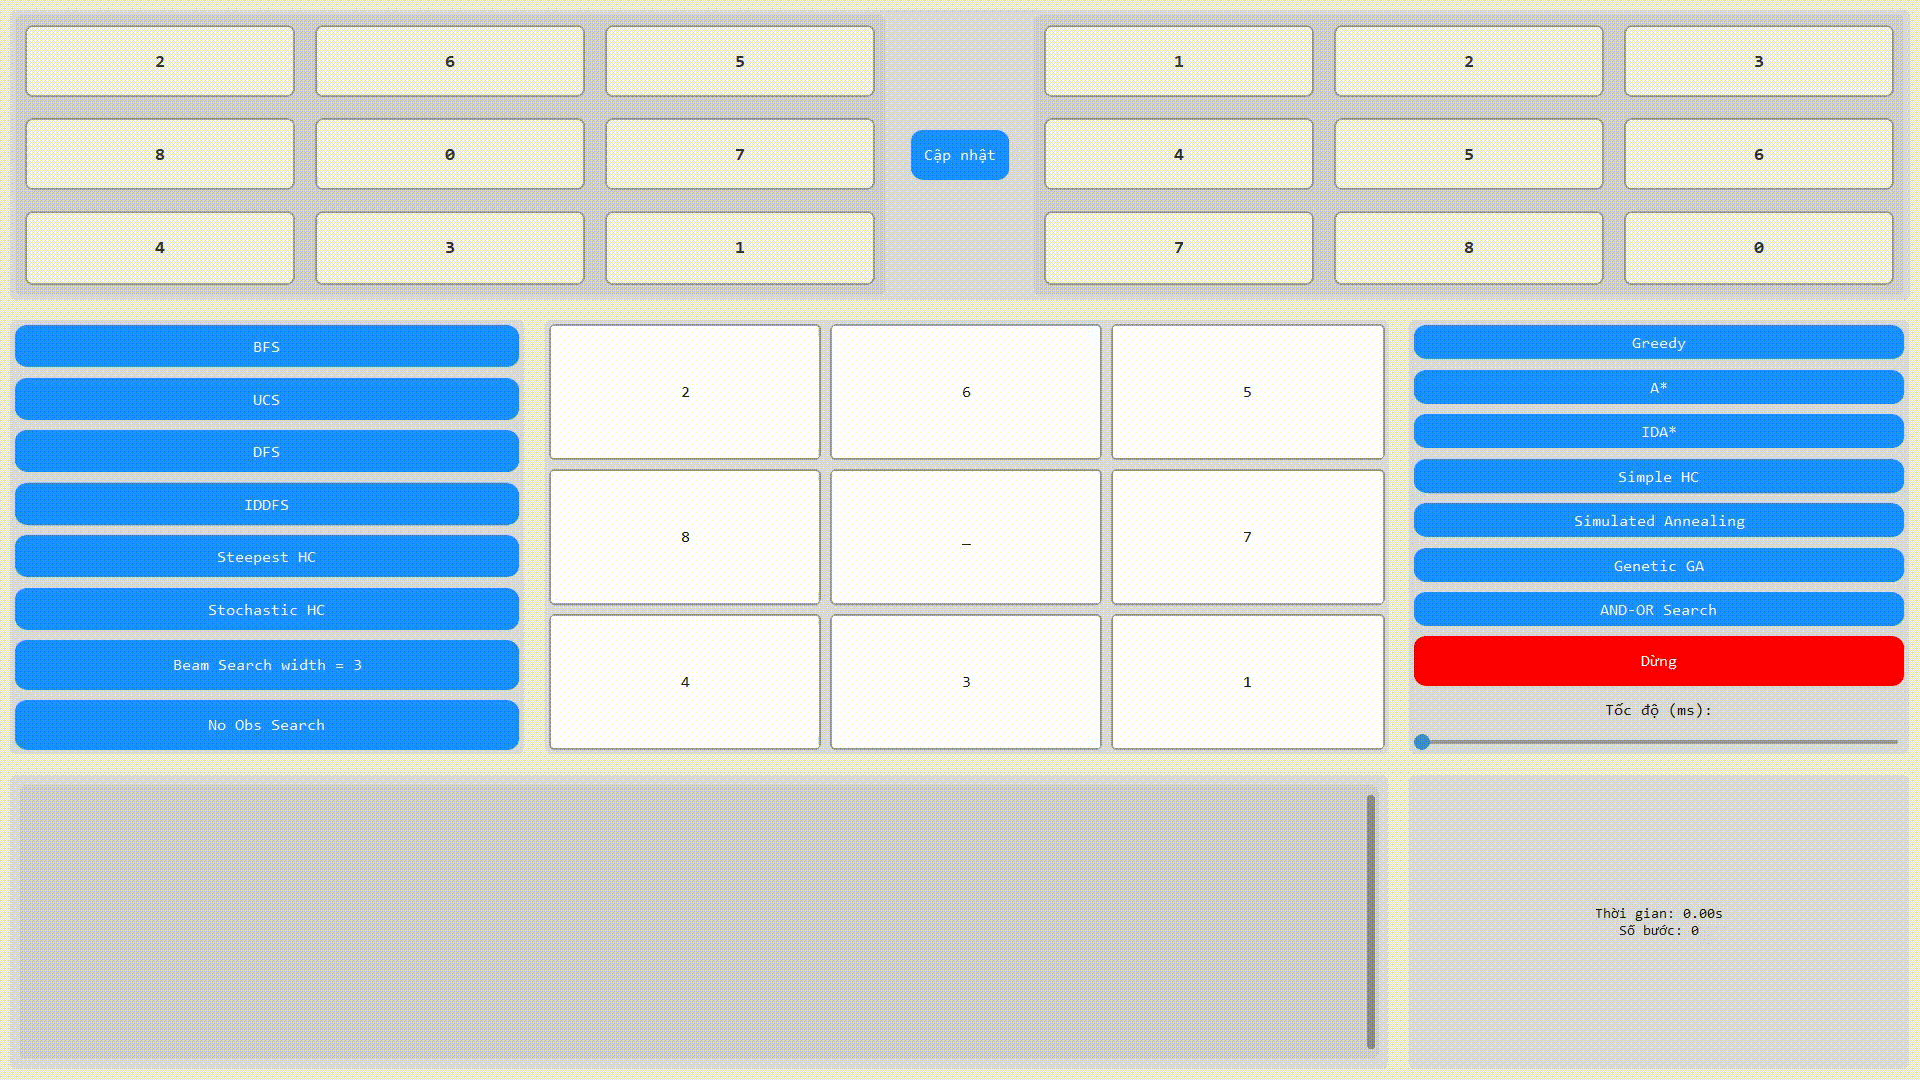 2 6 5
8 0 7
4 3 1
Cập nhật
1 2 3
4 5 6
7 8 0
BFS
UCS
DFS
IDDFS
Steepest HC
Stochastic HC
Beam Search width = 3
No Obs Search
2 6 5
8 _ 7
4 3 1
Greedy
A*
IDA*
Simple HC
Simulated Annealing
Genetic GA
AND-OR Search
Dừng
Tốc độ (ms):
Thời gian: 0.00s
Số bước: 0